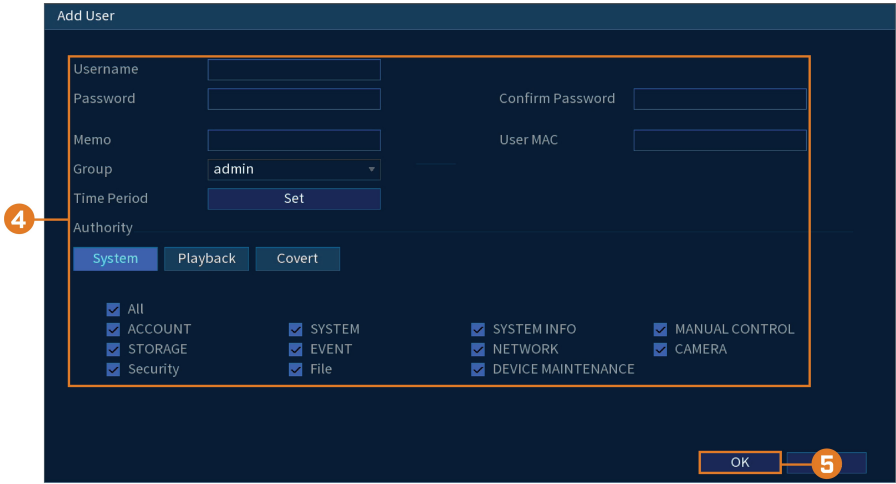 Add User
Username
Password Confirm Password
Memo User MAC
Group admin
Time Period Set
4
Authority
System Playback Covert
All
ACCOUNT SYSTEM SYSTEM INFO MANUAL CONTROL
STORAGE EVENT NETWORK CAMERA
Security File DEVICE MAINTENANCE
OK 5